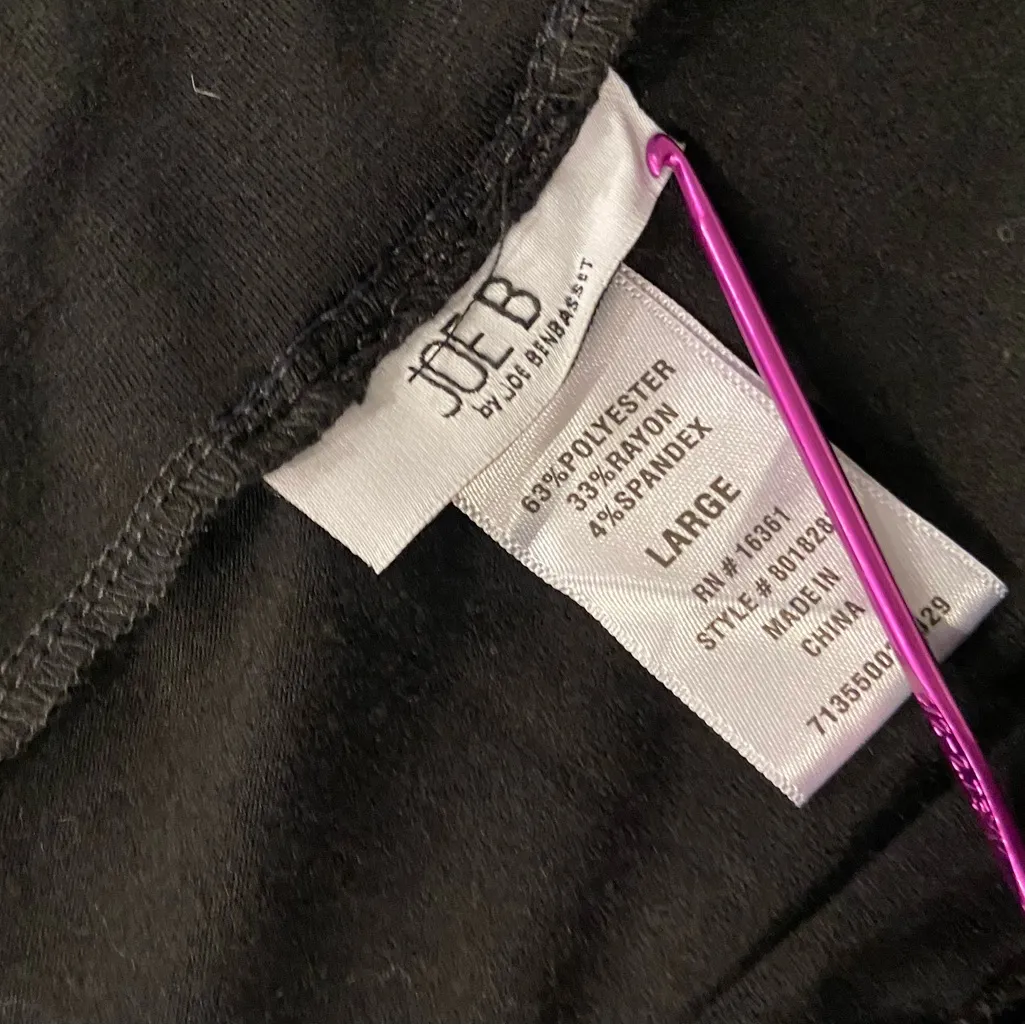 JOE B
by JOE BENBASSET
63%POLYESTER
33%RAYON
4%SPANDEX
LARGE
RN # 16361
STYLE # 801828
MADE IN
CHINA